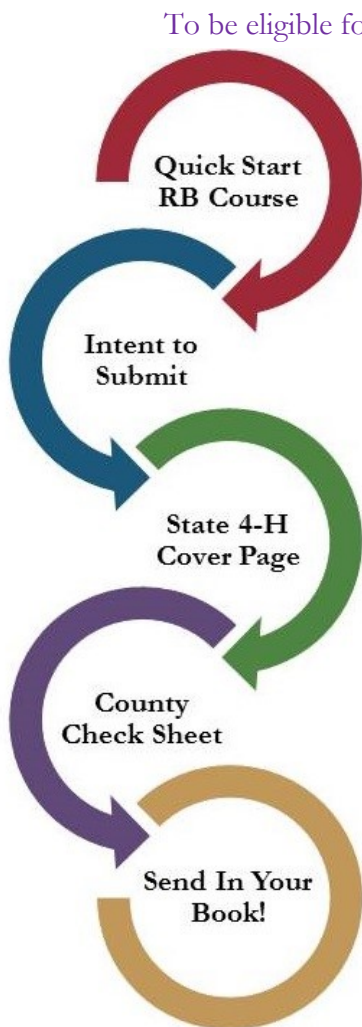 To be eligible fo
Quick Start
RB Course
Intent to
Submit
State 4-H
Cover Page
County
Check Sheet
Send In Your
Book!